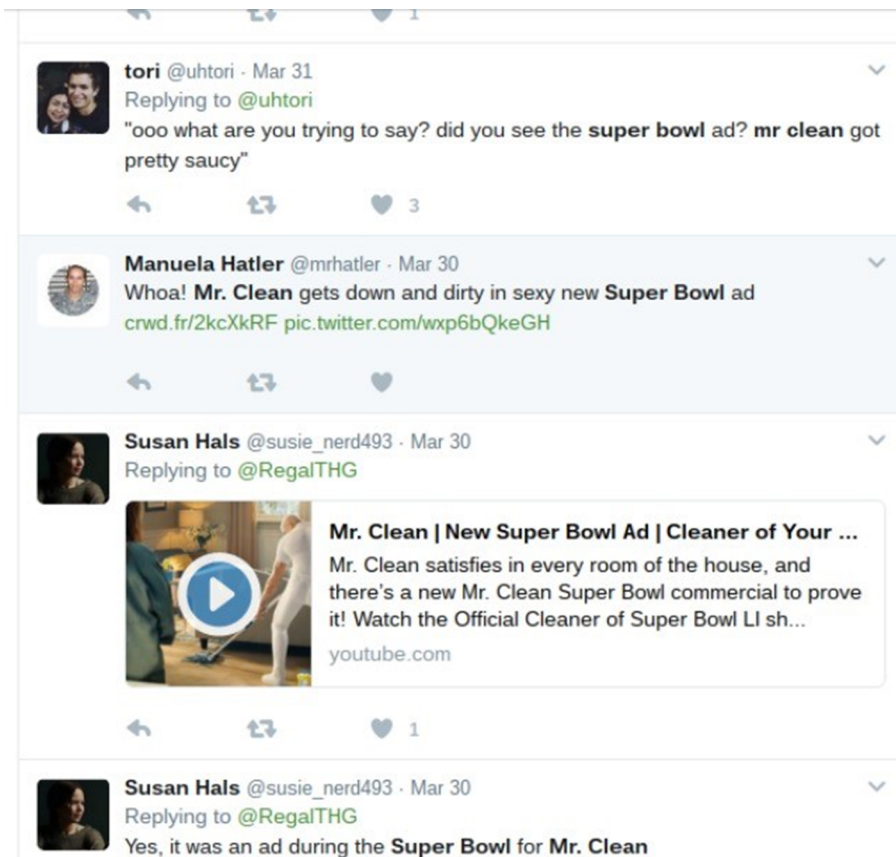 1
tori @uhtori · Mar 31
Replying to @uhtori
"ooo what are you trying to say? did you see the super bowl ad? mr clean got
pretty saucy"
3
Manuela Hatler @mrhatler · Mar 30
Whoa! Mr. Clean gets down and dirty in sexy new Super Bowl ad
crwd.fr/2kcXkRF pic.twitter.com/wxp6bQkeGH
Susan Hals @susie_nerd493 · Mar 30
Replying to @RegalTHG
Mr. Clean | New Super Bowl Ad | Cleaner of Your ...
Mr. Clean satisfies in every room of the house, and
there's a new Mr. Clean Super Bowl commercial to prove
it! Watch the Official Cleaner of Super Bowl LI sh...
youtube.com
1
Susan Hals @susie_nerd493 · Mar 30
Replying to @RegalTHG
Yes, it was an ad during the Super Bowl for Mr. Clean